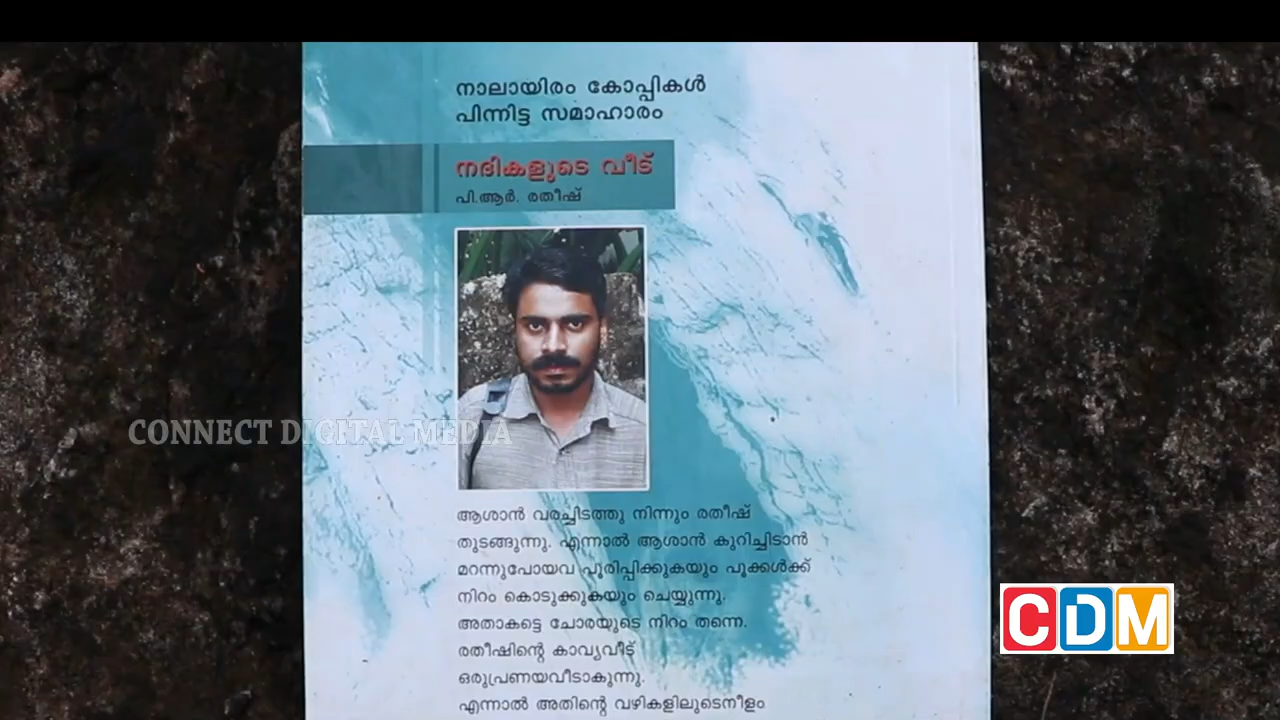 നാലായിരം കോപ്പികൾ
പിന്നിട്ട സമാഹാരം
നദികളുടെ വീട്
പി.ആർ. രതീഷ്
CONNECT DIGITAL MEDIA
ആശാൻ വരച്ചിടത്തു നിന്നും രതീഷ്
തുടങ്ങുന്നു. എന്നാൽ ആശാൻ കുറിച്ചിടാൻ
മറന്നുപോയവ പൂരിപ്പിക്കുകയും പൂക്കൾക്ക്
നിറം കൊടുക്കുകയും ചെയ്യുന്നു.
അതാകട്ടെ ചോരയുടെ നിറം തന്നെ.
രതീഷിന്റെ കാവ്യവീട്
ഒരുപ്രണയവീടാകുന്നു.
എന്നാൽ അതിന്റെ വഴികളിലുടെനീളം
CDM